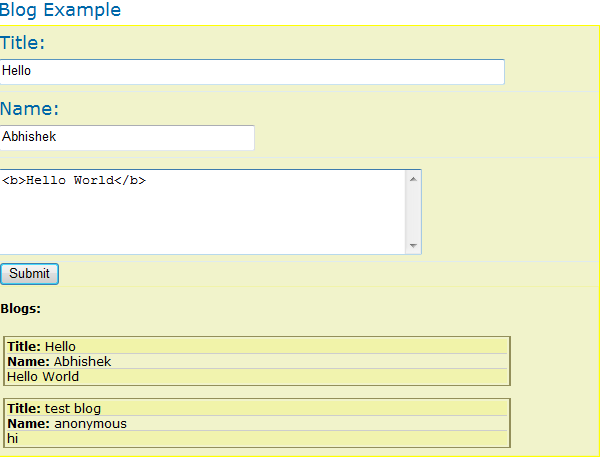 Blog Example
Title:
Hello
Name:
Abhishek
<b>Hello World</b>
Submit
Blogs:
Title: Hello
Name: Abhishek
Hello World
Title: test blog
Name: anonymous
hi